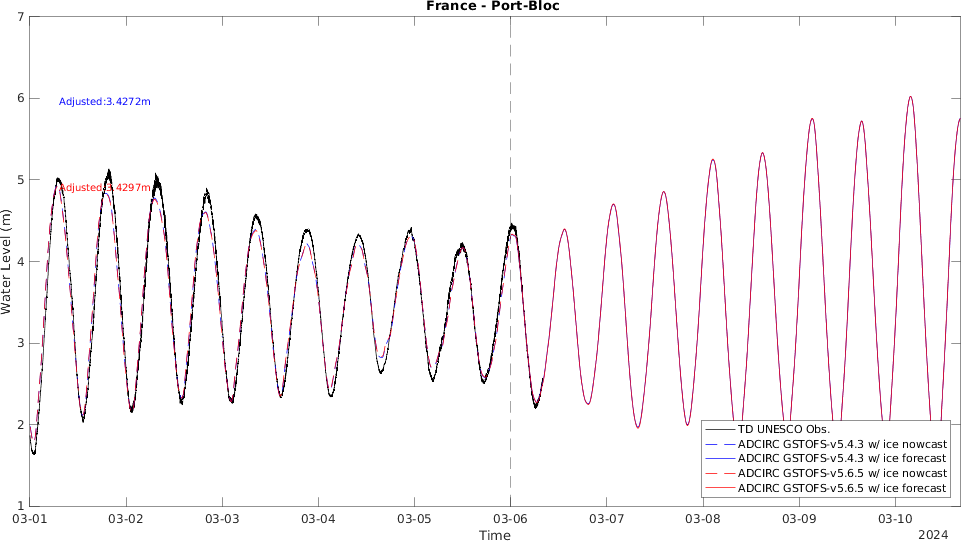 France - Port-Bloc
7
6
5
4
3
2
1
Water Level (m)
Adjusted:3.4272m
Adjusted:3.4297m
TD UNESCO Obs.
ADCIRC GSTOFS-v5.4.3 w/ ice nowcast
ADCIRC GSTOFS-v5.4.3 w/ ice forecast
ADCIRC GSTOFS-v5.6.5 w/ ice nowcast
ADCIRC GSTOFS-v5.6.5 w/ ice forecast
03-01 03-02 03-03 03-04 03-05 03-06 03-07 03-08 03-09 03-10
Time
2024